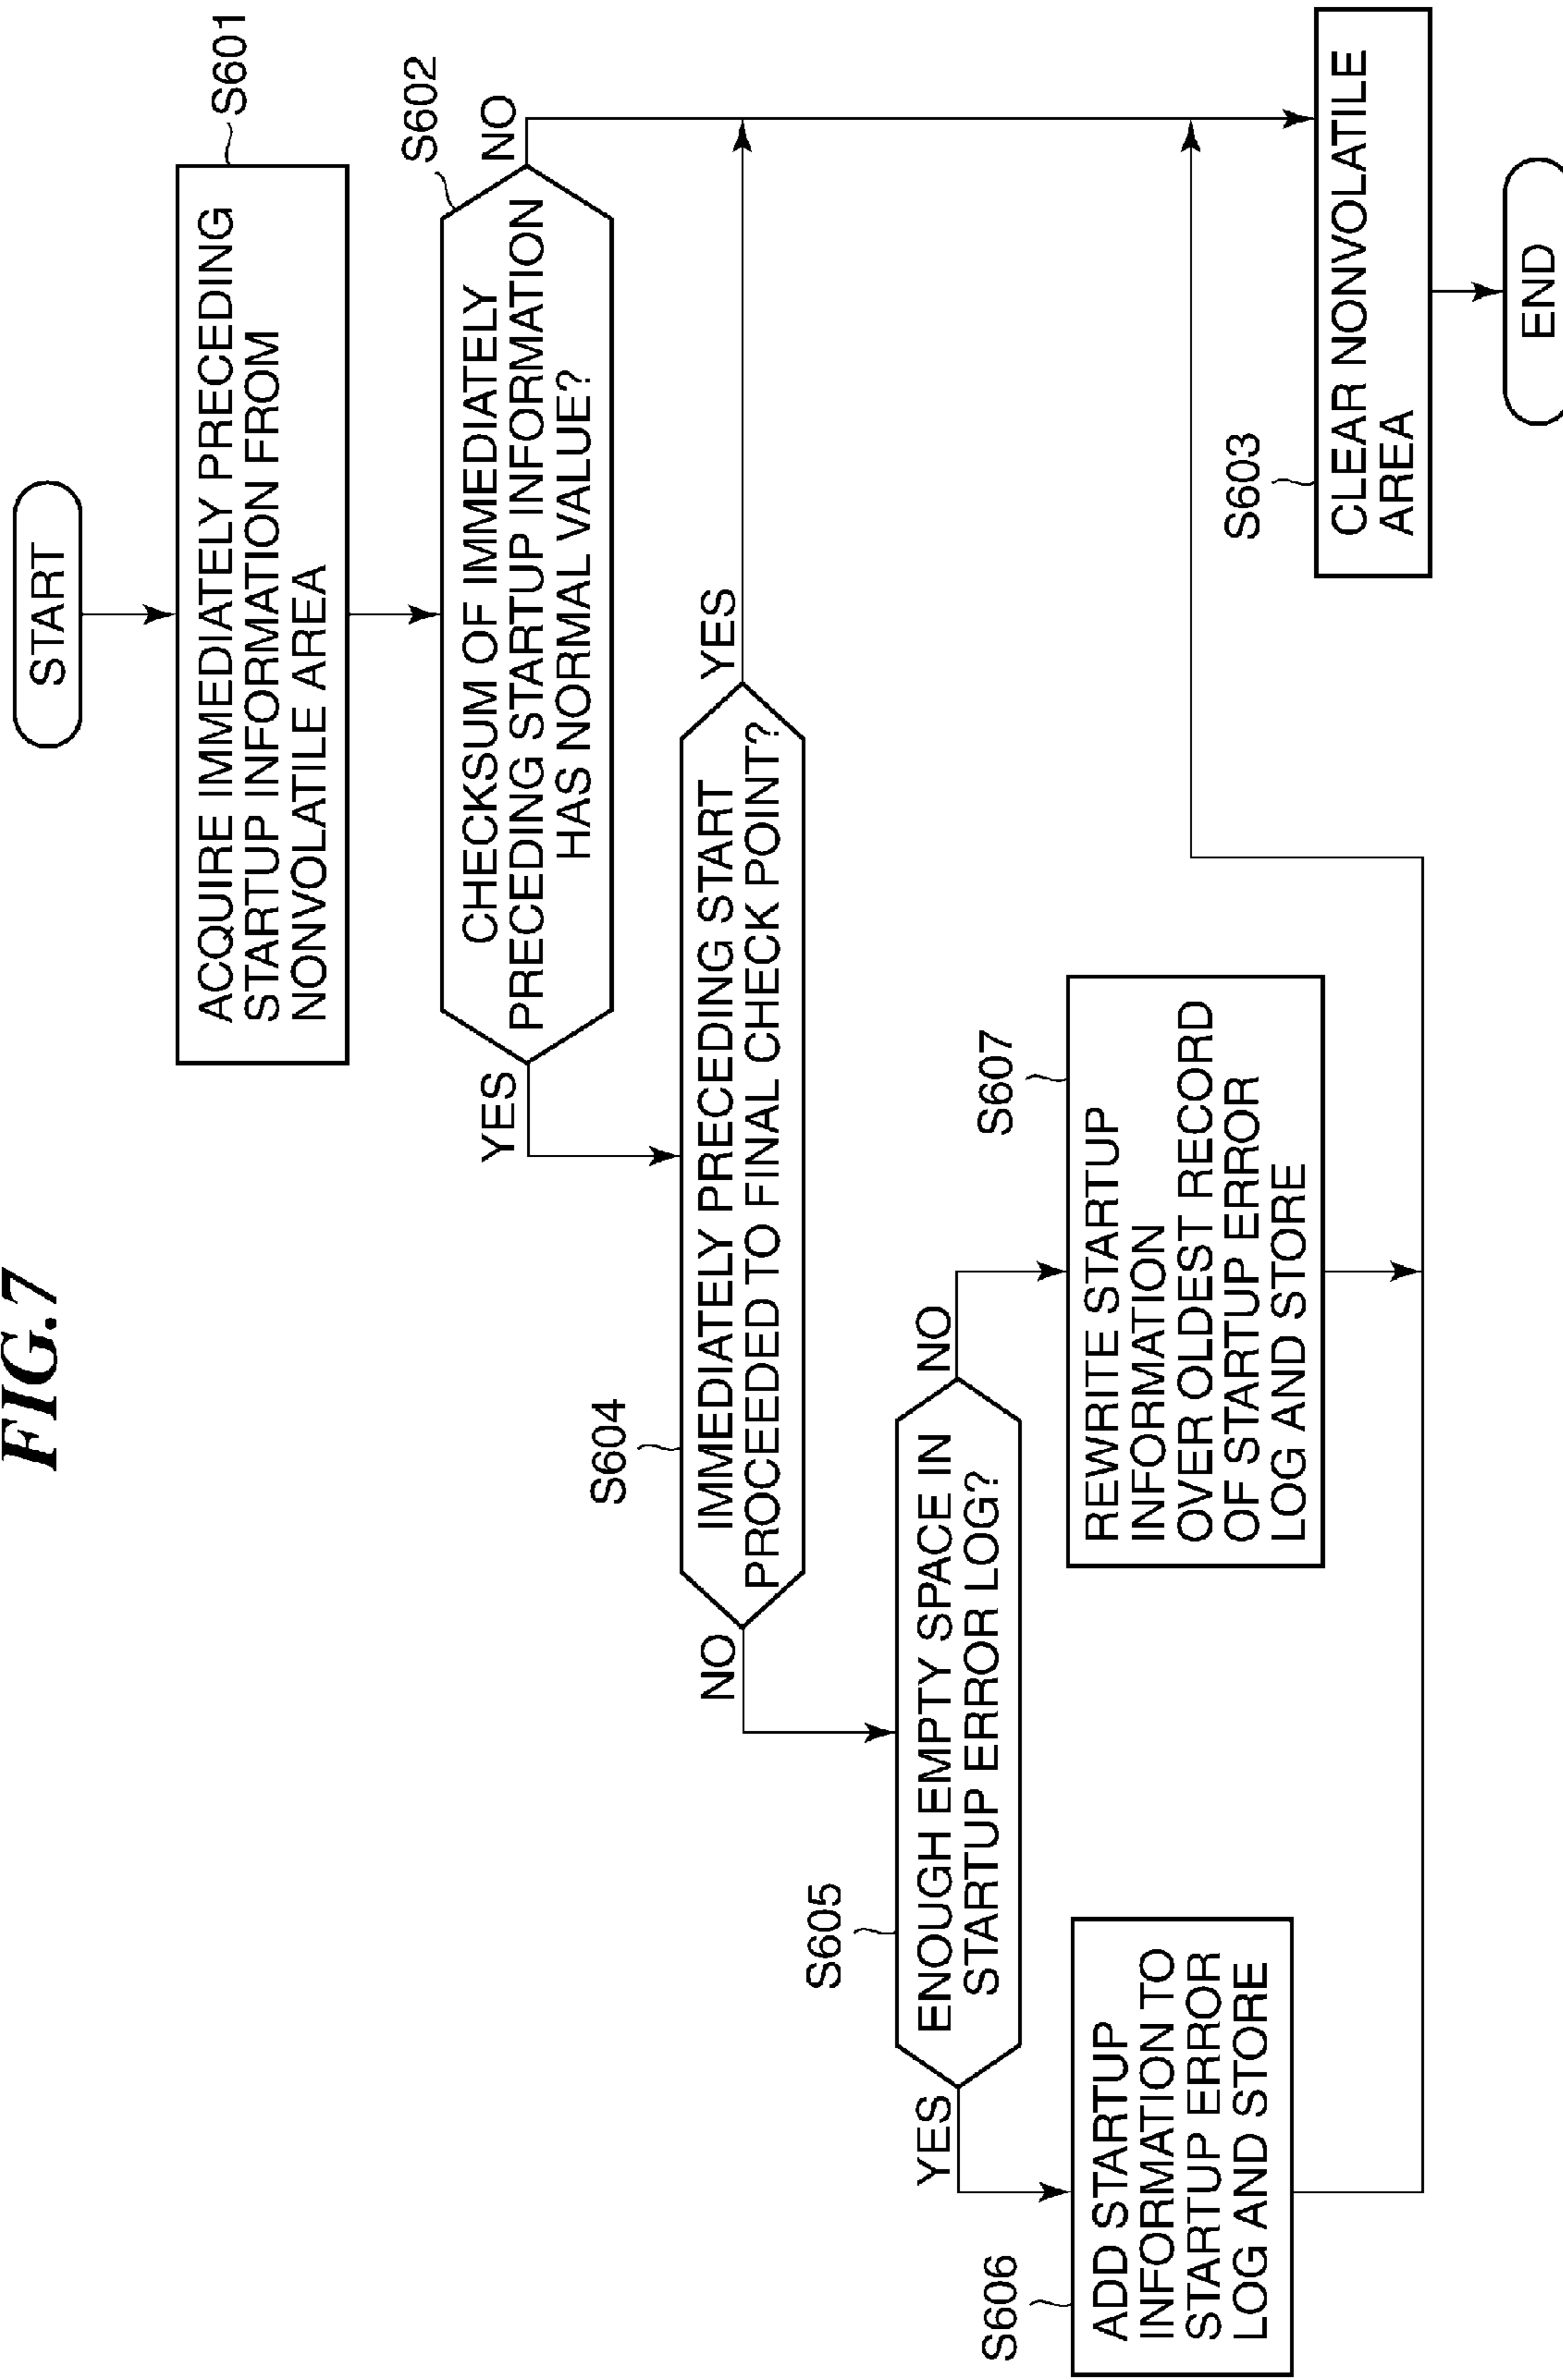 FIG.7
START
S601
ACQUIRE IMMEDIATELY PRECEDING
STARTUP INFORMATION FROM
NONVOLATILE AREA
S602
CHECKSUM OF IMMEDIATELY
PRECEDING STARTUP INFORMATION
HAS NORMAL VALUE?
YES
NO
S604
IMMEDIATELY PRECEDING START
PROCEEDED TO FINAL CHECK POINT?
NO
YES
S605
ENOUGH EMPTY SPACE IN
STARTUP ERROR LOG?
YES
NO
S606
ADD STARTUP
INFORMATION TO
STARTUP ERROR
LOG AND STORE
S607
REWRITE STARTUP
INFORMATION
OVER OLDEST RECORD
OF STARTUP ERROR
LOG AND STORE
S603
CLEAR NONVOLATILE
AREA
END